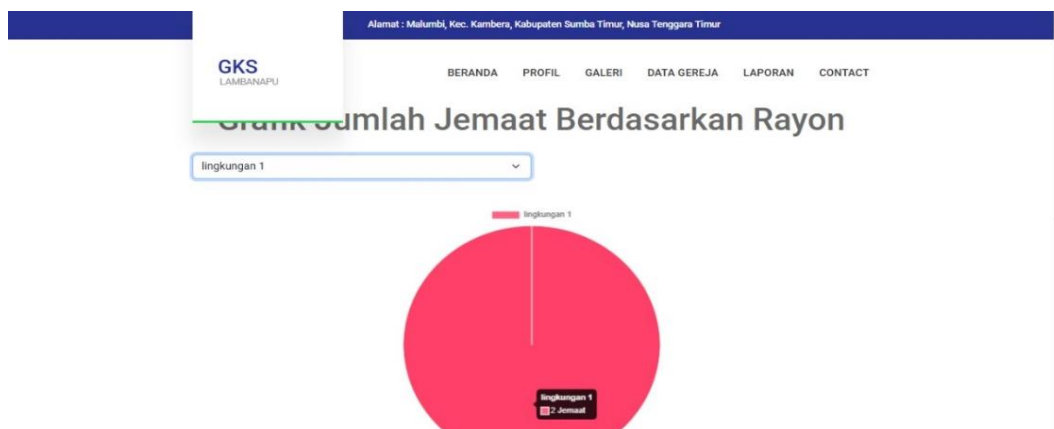 Alamat : Malumbi, Kec. Kambera, Kabupaten Sumba Timur, Nusa Tenggara Timur
GKS
LAMBANAPU
BERANDA PROFIL GALERI DATA GEREJA LAPORAN CONTACT
Grafik Jumlah Jemaat Berdasarkan Rayon
lingkungan 1
lingkungan 1
lingkungan 1
2 Jemaat